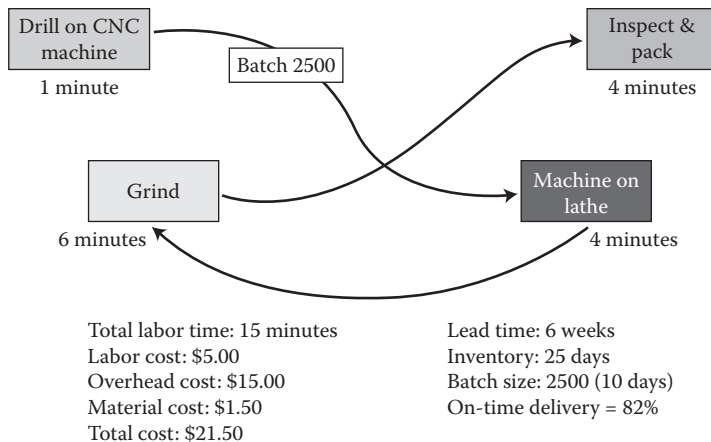 Drill on CNC
machine
1 minute
Batch 2500
Inspect &
pack
4 minutes
Grind
6 minutes
Machine on
lathe
4 minutes
Total labor time: 15 minutes
Labor cost: $5.00
Overhead cost: $15.00
Material cost: $1.50
Total cost: $21.50
Lead time: 6 weeks
Inventory: 25 days
Batch size: 2500 (10 days)
On-time delivery = 82%